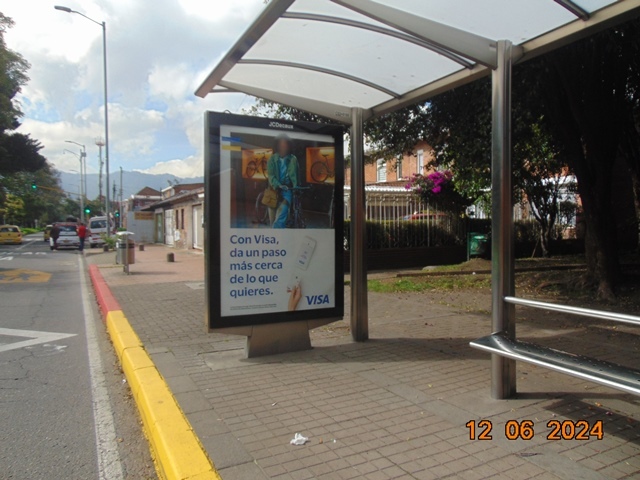 JCDecaux
Con Visa,
da un paso
más cerca
de lo que
quieres.
VISA
12 06 2024